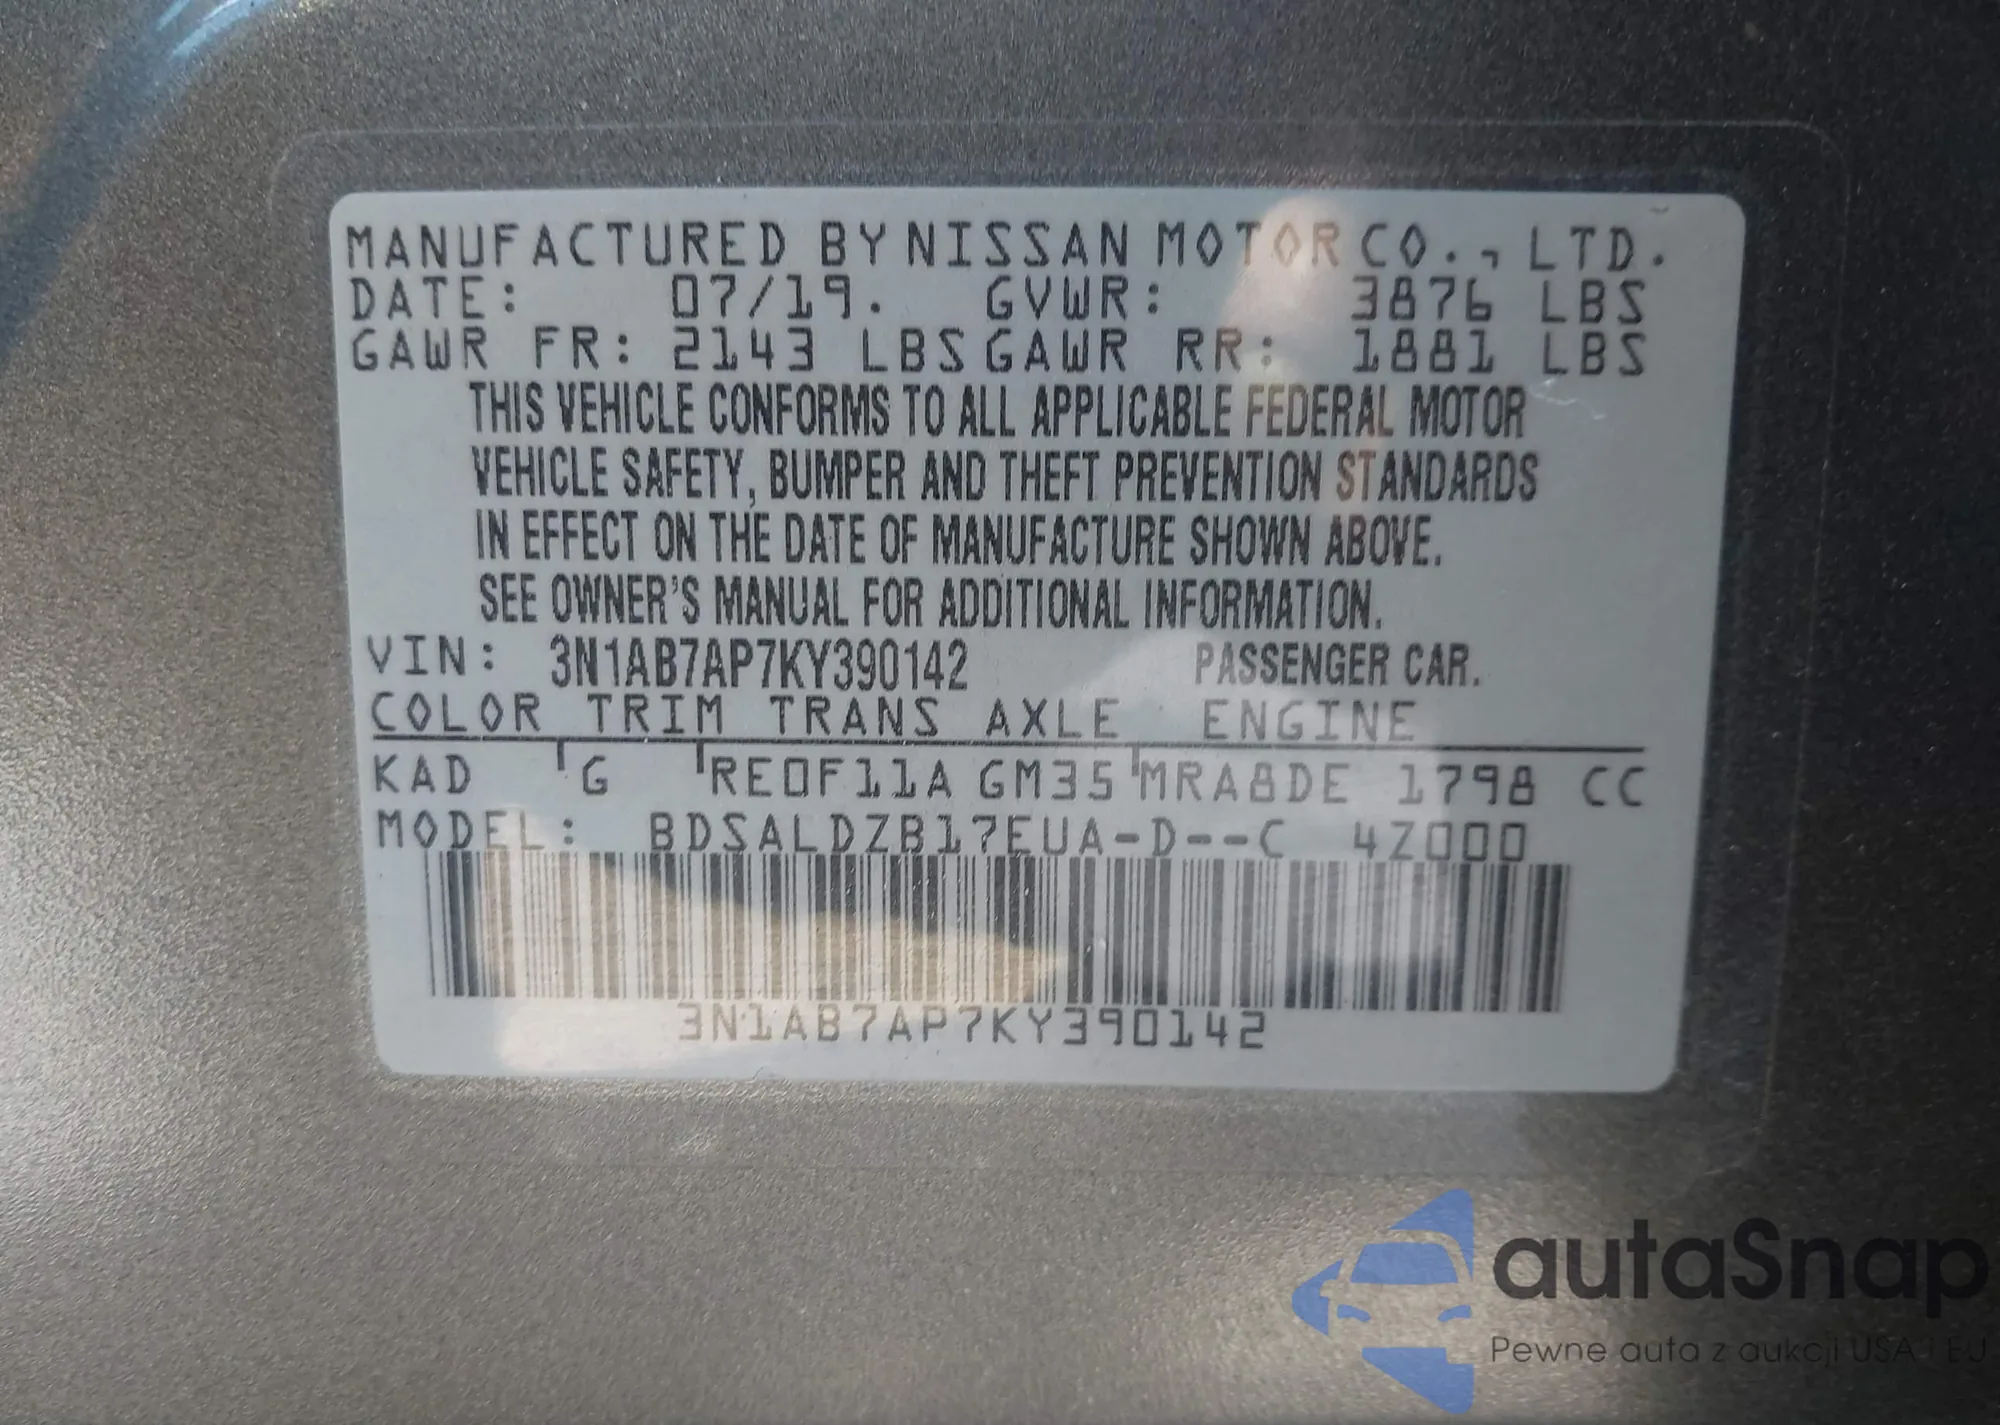 MANUFACTURED BY NISSAN MOTOR CO., LTD.
DATE: 07/19. GVWR: 3876 LBS
GAWR FR: 2143 LBS GAWR RR: 1881 LBS
THIS VEHICLE CONFORMS TO ALL APPLICABLE FEDERAL MOTOR
VEHICLE SAFETY, BUMPER AND THEFT PREVENTION STANDARDS
IN EFFECT ON THE DATE OF MANUFACTURE SHOWN ABOVE.
SEE OWNER'S MANUAL FOR ADDITIONAL INFORMATION.
VIN: 3N1AB7AP7KY390142 PASSENGER CAR.
COLOR TRIM TRANS AXLE ENGINE
KAD G RE0F11A GM35 MRA8DE 1798 CC
MODEL: BDSALDZB17EUA-D--C 4Z000
3N1AB7AP7KY390142
autaSnap
Pewne auta z aukcji USA i EU